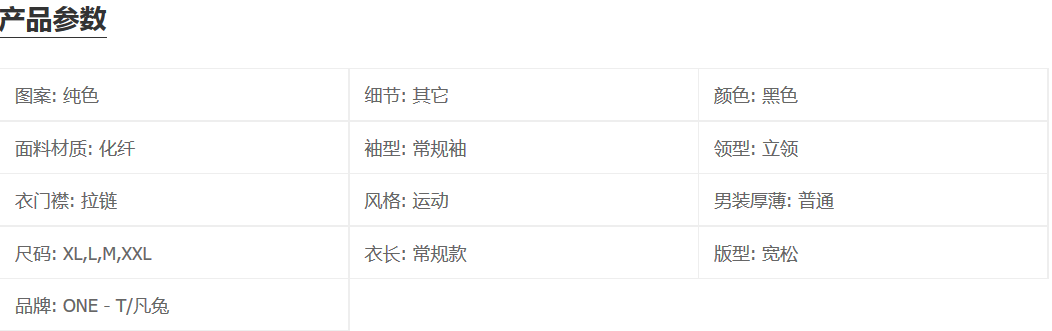 产品参数
图案: 纯色 细节: 其它 颜色: 黑色
面料材质: 化纤 袖型: 常规袖 领型: 立领
衣门襟: 拉链 风格: 运动 男装厚薄: 普通
尺码: XL,L,M,XXL 衣长: 常规款 版型: 宽松
品牌: ONE - T/凡兔